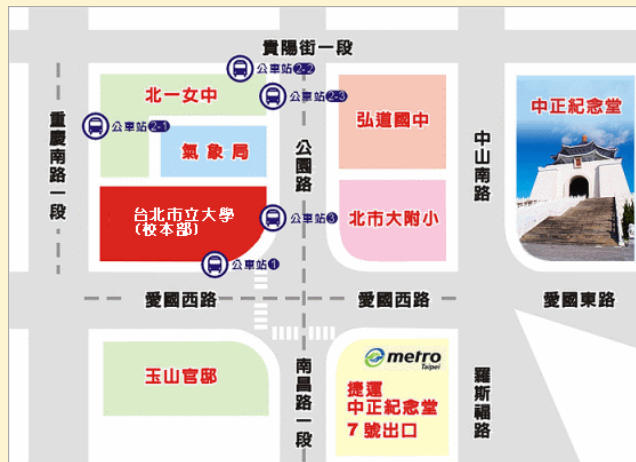 貴陽街一段
公車站2-2
北一女中
公車站2-3
中正紀念堂
弘道國中
公車站2-1
重慶南路一段
氣象局
公園路
中山南路
台北市立大學
(校本部)
公車站3
北市大附小
公車站1
愛國西路
愛國西路
愛國東路
玉山官邸
南昌路一段
metro
Taipei
捷運
中正紀念堂
7號出口
羅斯福路